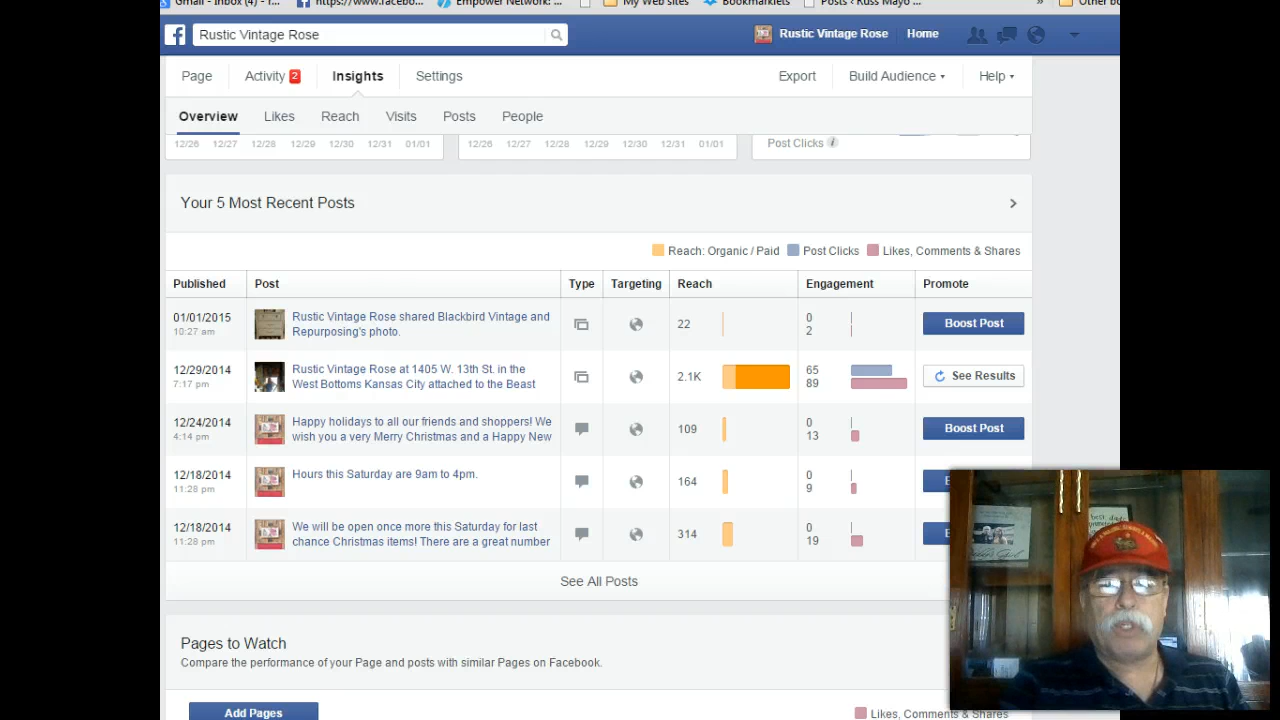 Gmail - Inbox (4) - r... https://www.facebo... Empower Network: ... My Web sites Bookmarklets Posts ‹ Russ Mayo ... » Other bo
Rustic Vintage Rose Rustic Vintage Rose Home
Page Activity 2 Insights Settings Export Build Audience Help
Overview Likes Reach Visits Posts People
12/26 12/27 12/28 12/29 12/30 12/31 01/01 12/26 12/27 12/28 12/29 12/30 12/31 01/01 Post Clicks i
Your 5 Most Recent Posts
Reach: Organic / Paid Post Clicks Likes, Comments & Shares
Published Post Type Targeting Reach Engagement Promote
01/01/2015
10:27 am
Rustic Vintage Rose shared Blackbird Vintage and
Repurposing's photo.
22
0
2
Boost Post
12/29/2014
7:17 pm
Rustic Vintage Rose at 1405 W. 13th St. in the
West Bottoms Kansas City attached to the Beast
2.1K
65
89
See Results
12/24/2014
4:14 pm
Happy holidays to all our friends and shoppers! We
wish you a very Merry Christmas and a Happy New
109
0
13
Boost Post
12/18/2014
11:28 pm
Hours this Saturday are 9am to 4pm.
164
0
9
12/18/2014
11:28 pm
We will be open once more this Saturday for last
chance Christmas items! There are a great number
314
0
19
See All Posts
Pages to Watch
Compare the performance of your Page and posts with similar Pages on Facebook.
Add Pages
Likes, Comments & Shares